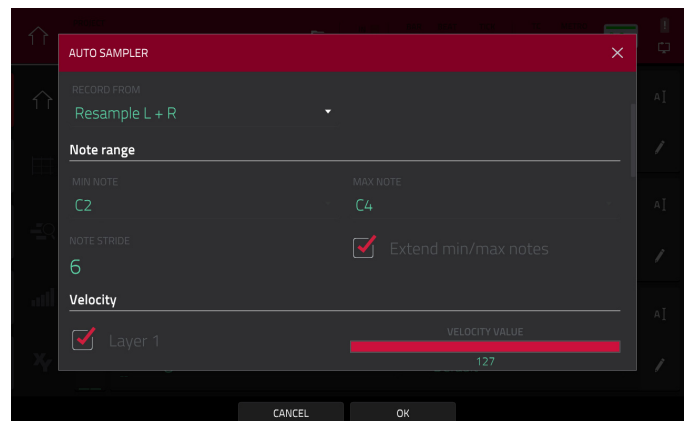 AUTO SAMPLER
RECORD FROM
Resample L + R
Note range
MIN NOTE
MAX NOTE
C2
C4
NOTE STRIDE
Extend min/max notes
6
Velocity
Layer 1
VELOCITY VALUE
127
CANCEL
OK